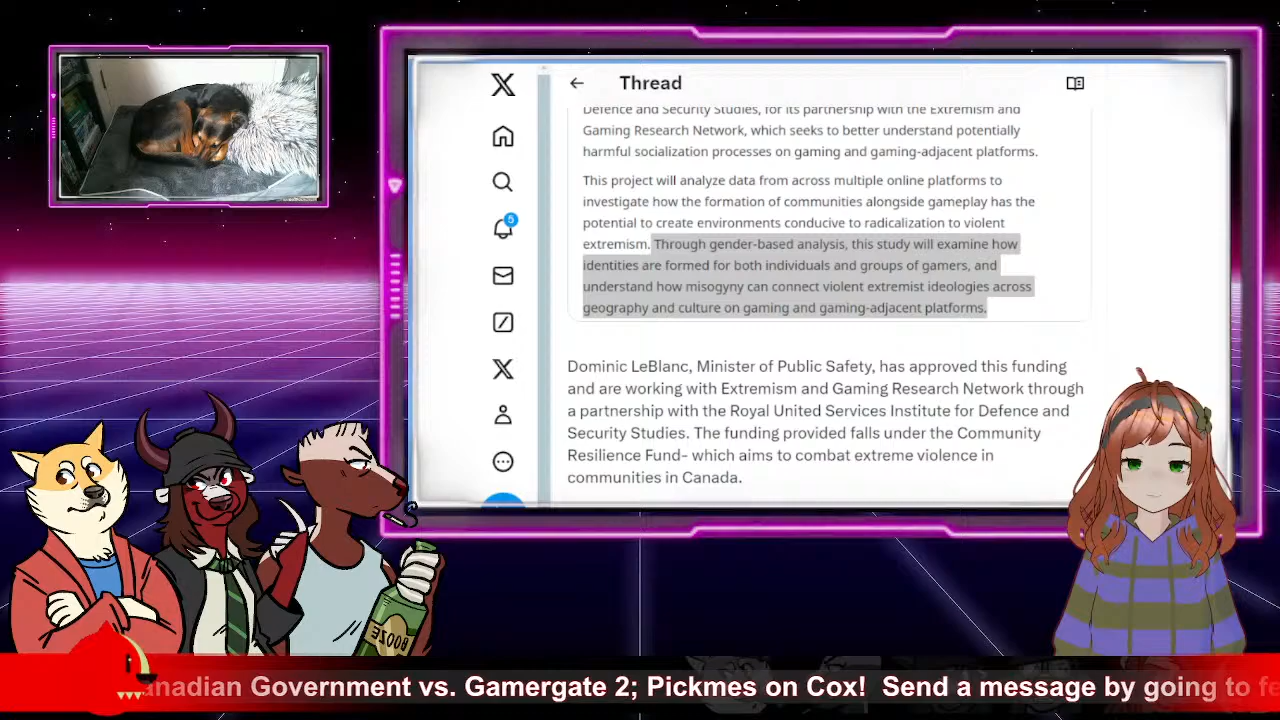 Thread
5
Defence and Security Studies, for its partnership with the Extremism and
Gaming Research Network, which seeks to better understand potentially
harmful socialization processes on gaming and gaming-adjacent platforms.
This project will analyze data from across multiple online platforms to
investigate how the formation of communities alongside gameplay has the
potential to create environments conducive to radicalization to violent
extremism. Through gender-based analysis, this study will examine how
identities are formed for both individuals and groups of gamers, and
understand how misogyny can connect violent extremist ideologies across
geography and culture on gaming and gaming-adjacent platforms.
Dominic LeBlanc, Minister of Public Safety, has approved this funding
and are working with Extremism and Gaming Research Network through
a partnership with the Royal United Services Institute for Defence and
Security Studies. The funding provided falls under the Community
Resilience Fund- which aims to combat extreme violence in
communities in Canada.
BOOZE
anadian Government vs. Gamergate 2; Pickmes on Cox! Send a message by going to fe